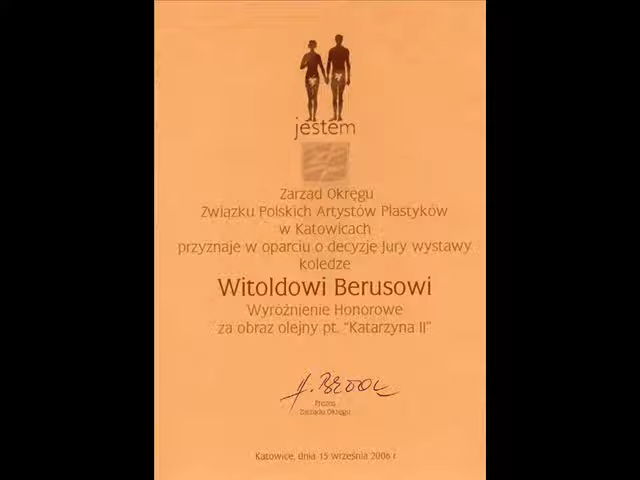 jestem
Zarząd Okręgu
Związku Polskich Artystów Plastyków
w Katowicach
przyznaje w oparciu o decyzję Jury wystawy
koledze
Witoldowi Berusowi
Wyróżnienie Honorowe
za obraz olejny pt. “Katarzyna II”
Prezes
Zarządu Okręgu
Katowice, dnia 15 września 2006 r